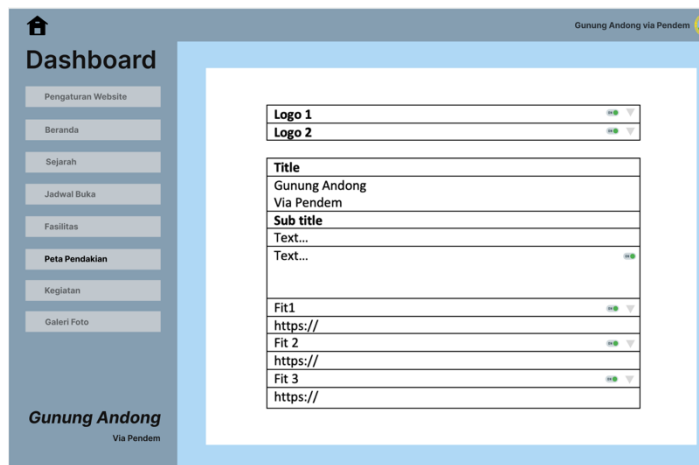 Gunung Andong via Pendem
Dashboard
Pengaturan Website
Beranda
Sejarah
Jadwal Buka
Fasilitas
Peta Pendakian
Kegiatan
Galeri Foto
Gunung Andong
Via Pendem
Logo 1
Logo 2
Title
Gunung Andong
Via Pendem
Sub title
Text...
Text...
Fit1
https://
Fit 2
https://
Fit 3
https://